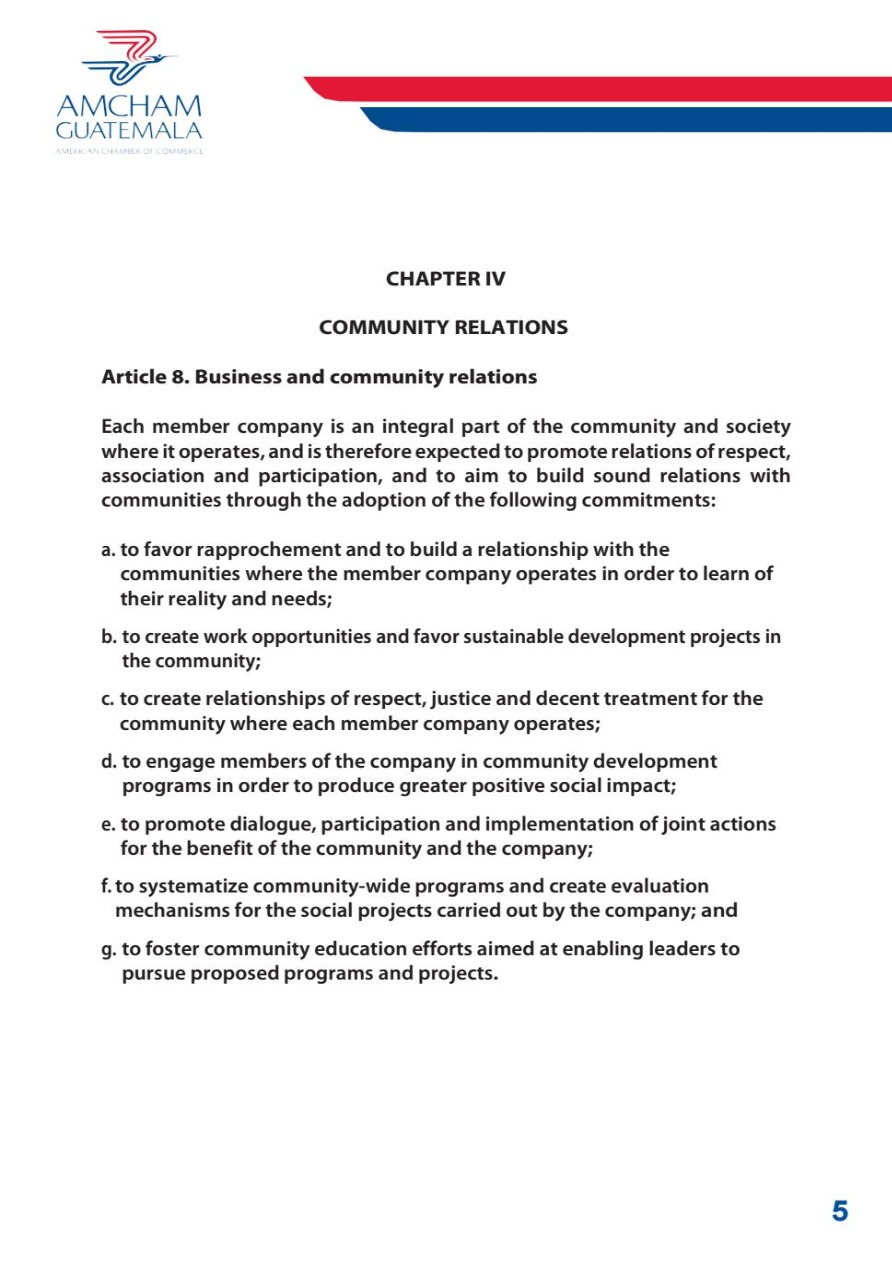 AMCHAM
GUATEMALA
AMERICAN CHAMBER OF COMMERCE
CHAPTER IV
COMMUNITY RELATIONS
Article 8. Business and community relations
Each member company is an integral part of the community and society
where it operates, and is therefore expected to promote relations of respect,
association and participation, and to aim to build sound relations with
communities through the adoption of the following commitments:
a. to favor rapprochement and to build a relationship with the
communities where the member company operates in order to learn of
their reality and needs;
b. to create work opportunities and favor sustainable development projects in
the community;
c. to create relationships of respect, justice and decent treatment for the
community where each member company operates;
d. to engage members of the company in community development
programs in order to produce greater positive social impact;
e. to promote dialogue, participation and implementation of joint actions
for the benefit of the community and the company;
f. to systematize community-wide programs and create evaluation
mechanisms for the social projects carried out by the company; and
g. to foster community education efforts aimed at enabling leaders to
pursue proposed programs and projects.
5